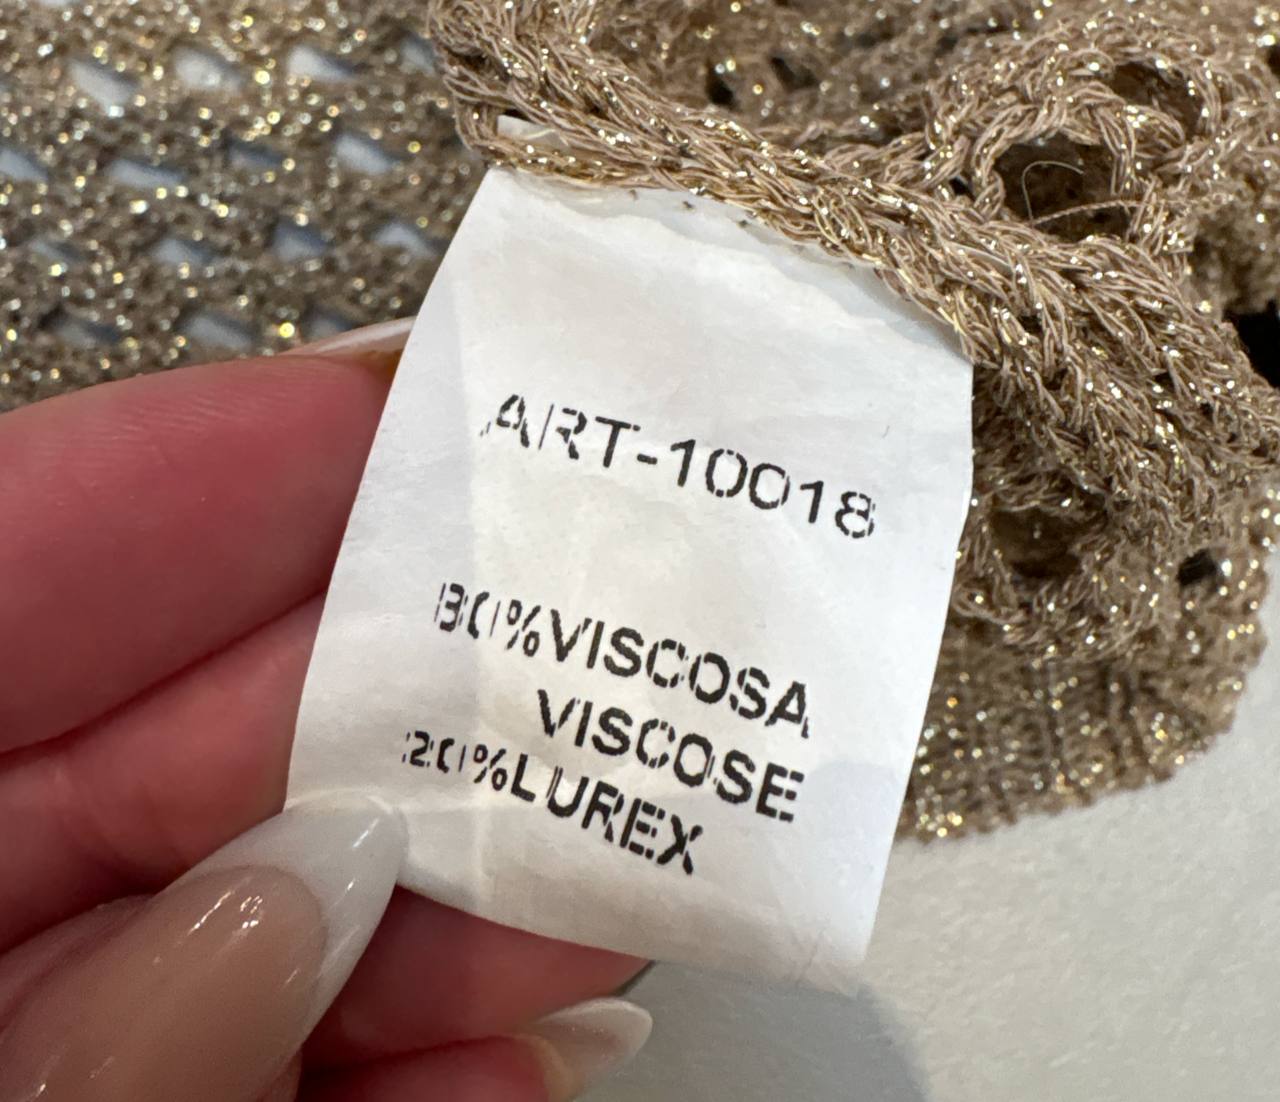 ART-10018
80%VISCOSA
VISCOSE
20%LUREX